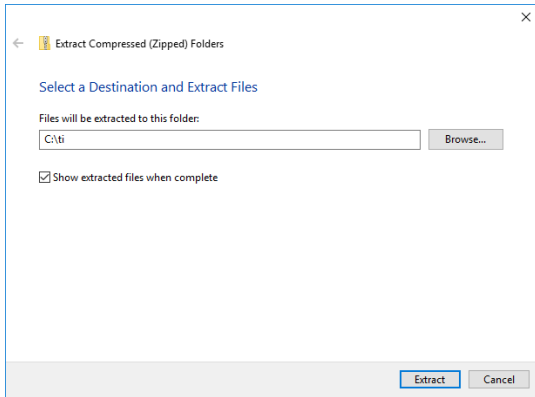 Extract Compressed (Zipped) Folders
Select a Destination and Extract Files
Files will be extracted to this folder:
C:\ti
Browse...
Show extracted files when complete
Extract
Cancel